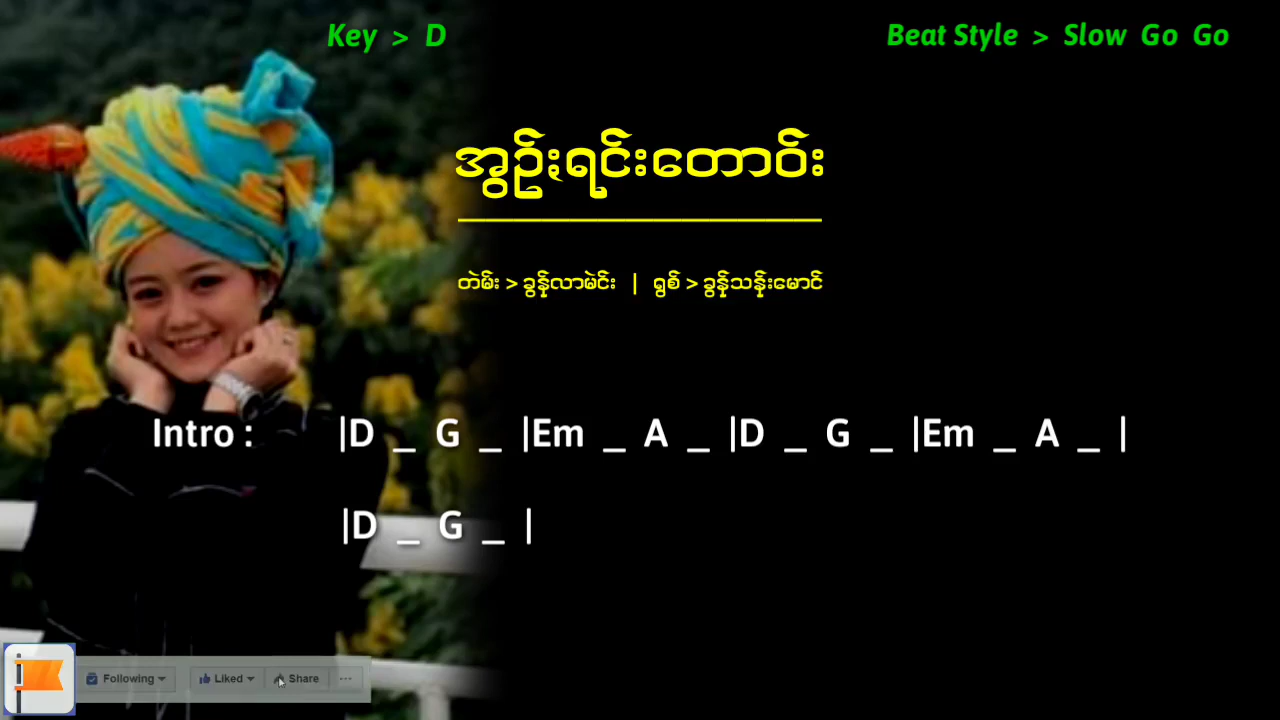 Key > D
Beat Style > Slow Go Go
အွဥ်ႏရင်းတောဝ်း
တဲမ်း > ခွန်လာမဲင်း | ရွစ် > ခွန်သန်းမောင်
Intro : |D _ G _ |Em _ A _ |D _ G _ |Em _ A _ |
|D _ G _ |
Following
Liked
Share